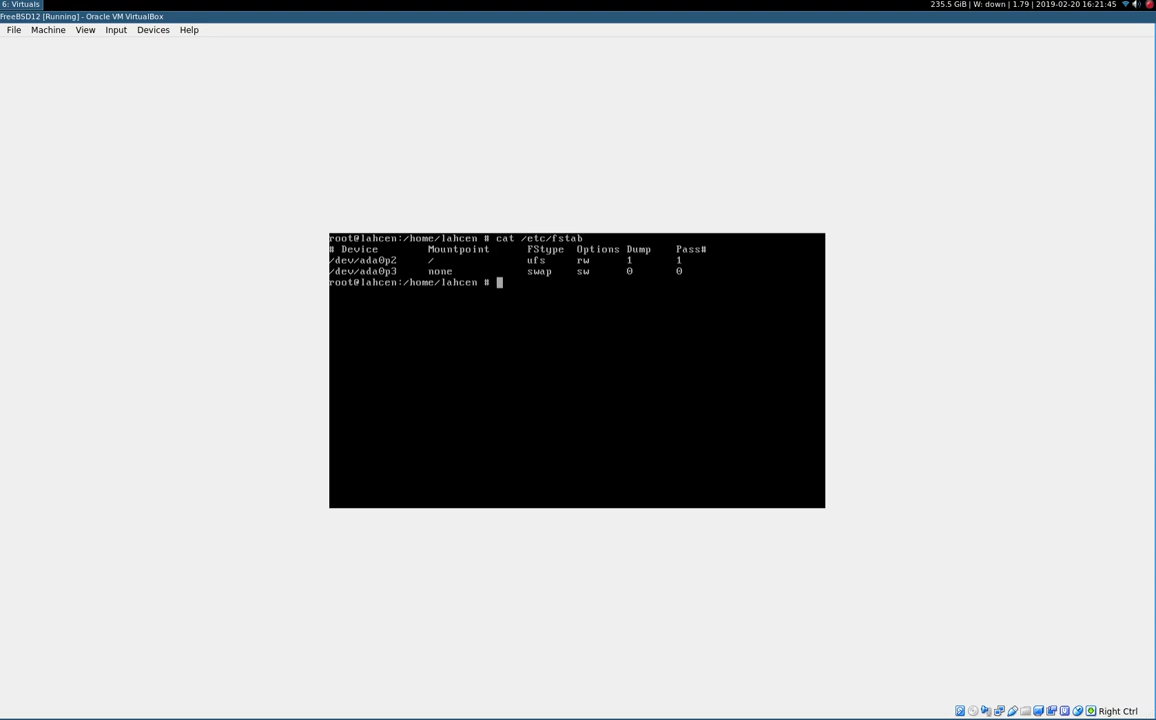 6: Virtuals
235.5 GiB | W: down | 1.79 | 2019-02-20 16:21:45
FreeBSD12 [Running] - Oracle VM VirtualBox
File Machine View Input Devices Help
root@lahcen:/home/lahcen # cat /etc/fstab
# Device Mountpoint FStype Options Dump Pass#
/dev/ada0p2 / ufs rw 1 1
/dev/ada0p3 none swap sw 0 0
root@lahcen:/home/lahcen #
Right Ctrl